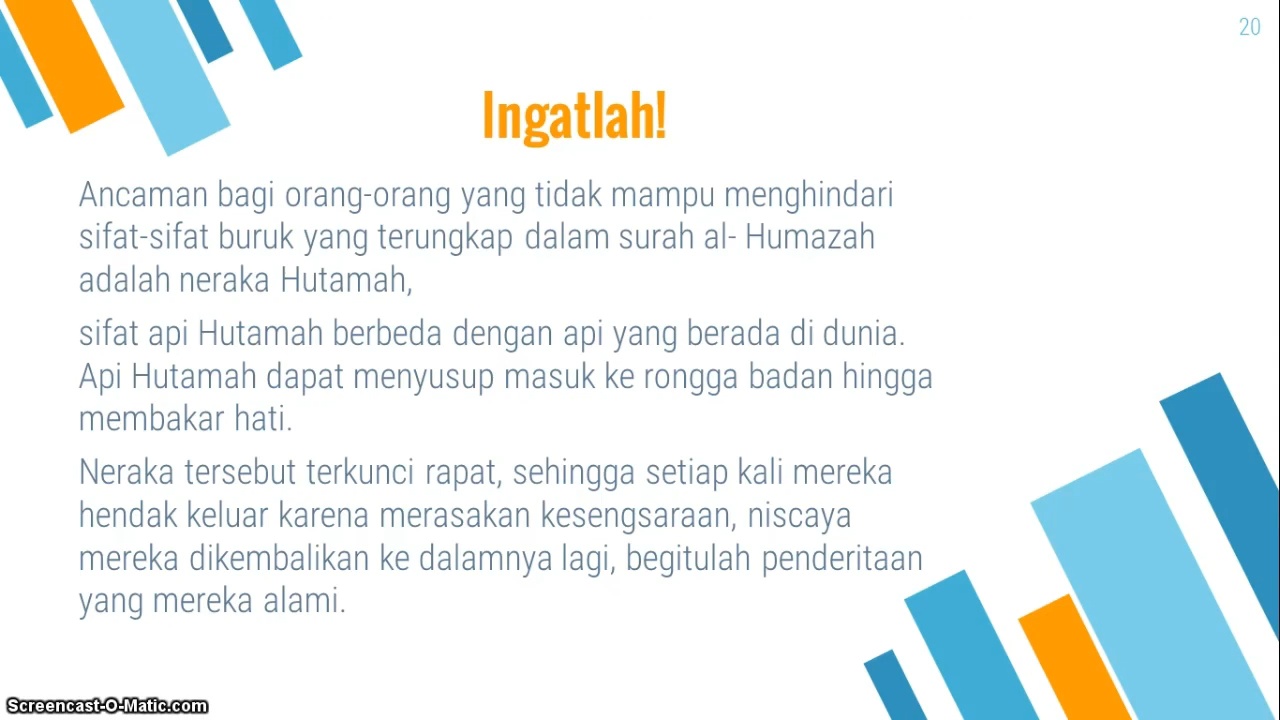 20
Ingatlah!
Ancaman bagi orang-orang yang tidak mampu menghindari
sifat-sifat buruk yang terungkap dalam surah al- Humazah
adalah neraka Hutamah,
sifat api Hutamah berbeda dengan api yang berada di dunia.
Api Hutamah dapat menyusup masuk ke rongga badan hingga
membakar hati.
Neraka tersebut terkunci rapat, sehingga setiap kali mereka
hendak keluar karena merasakan kesengsaraan, niscaya
mereka dikembalikan ke dalamnya lagi, begitulah penderitaan
yang mereka alami.
Screencast-O-Matic.com